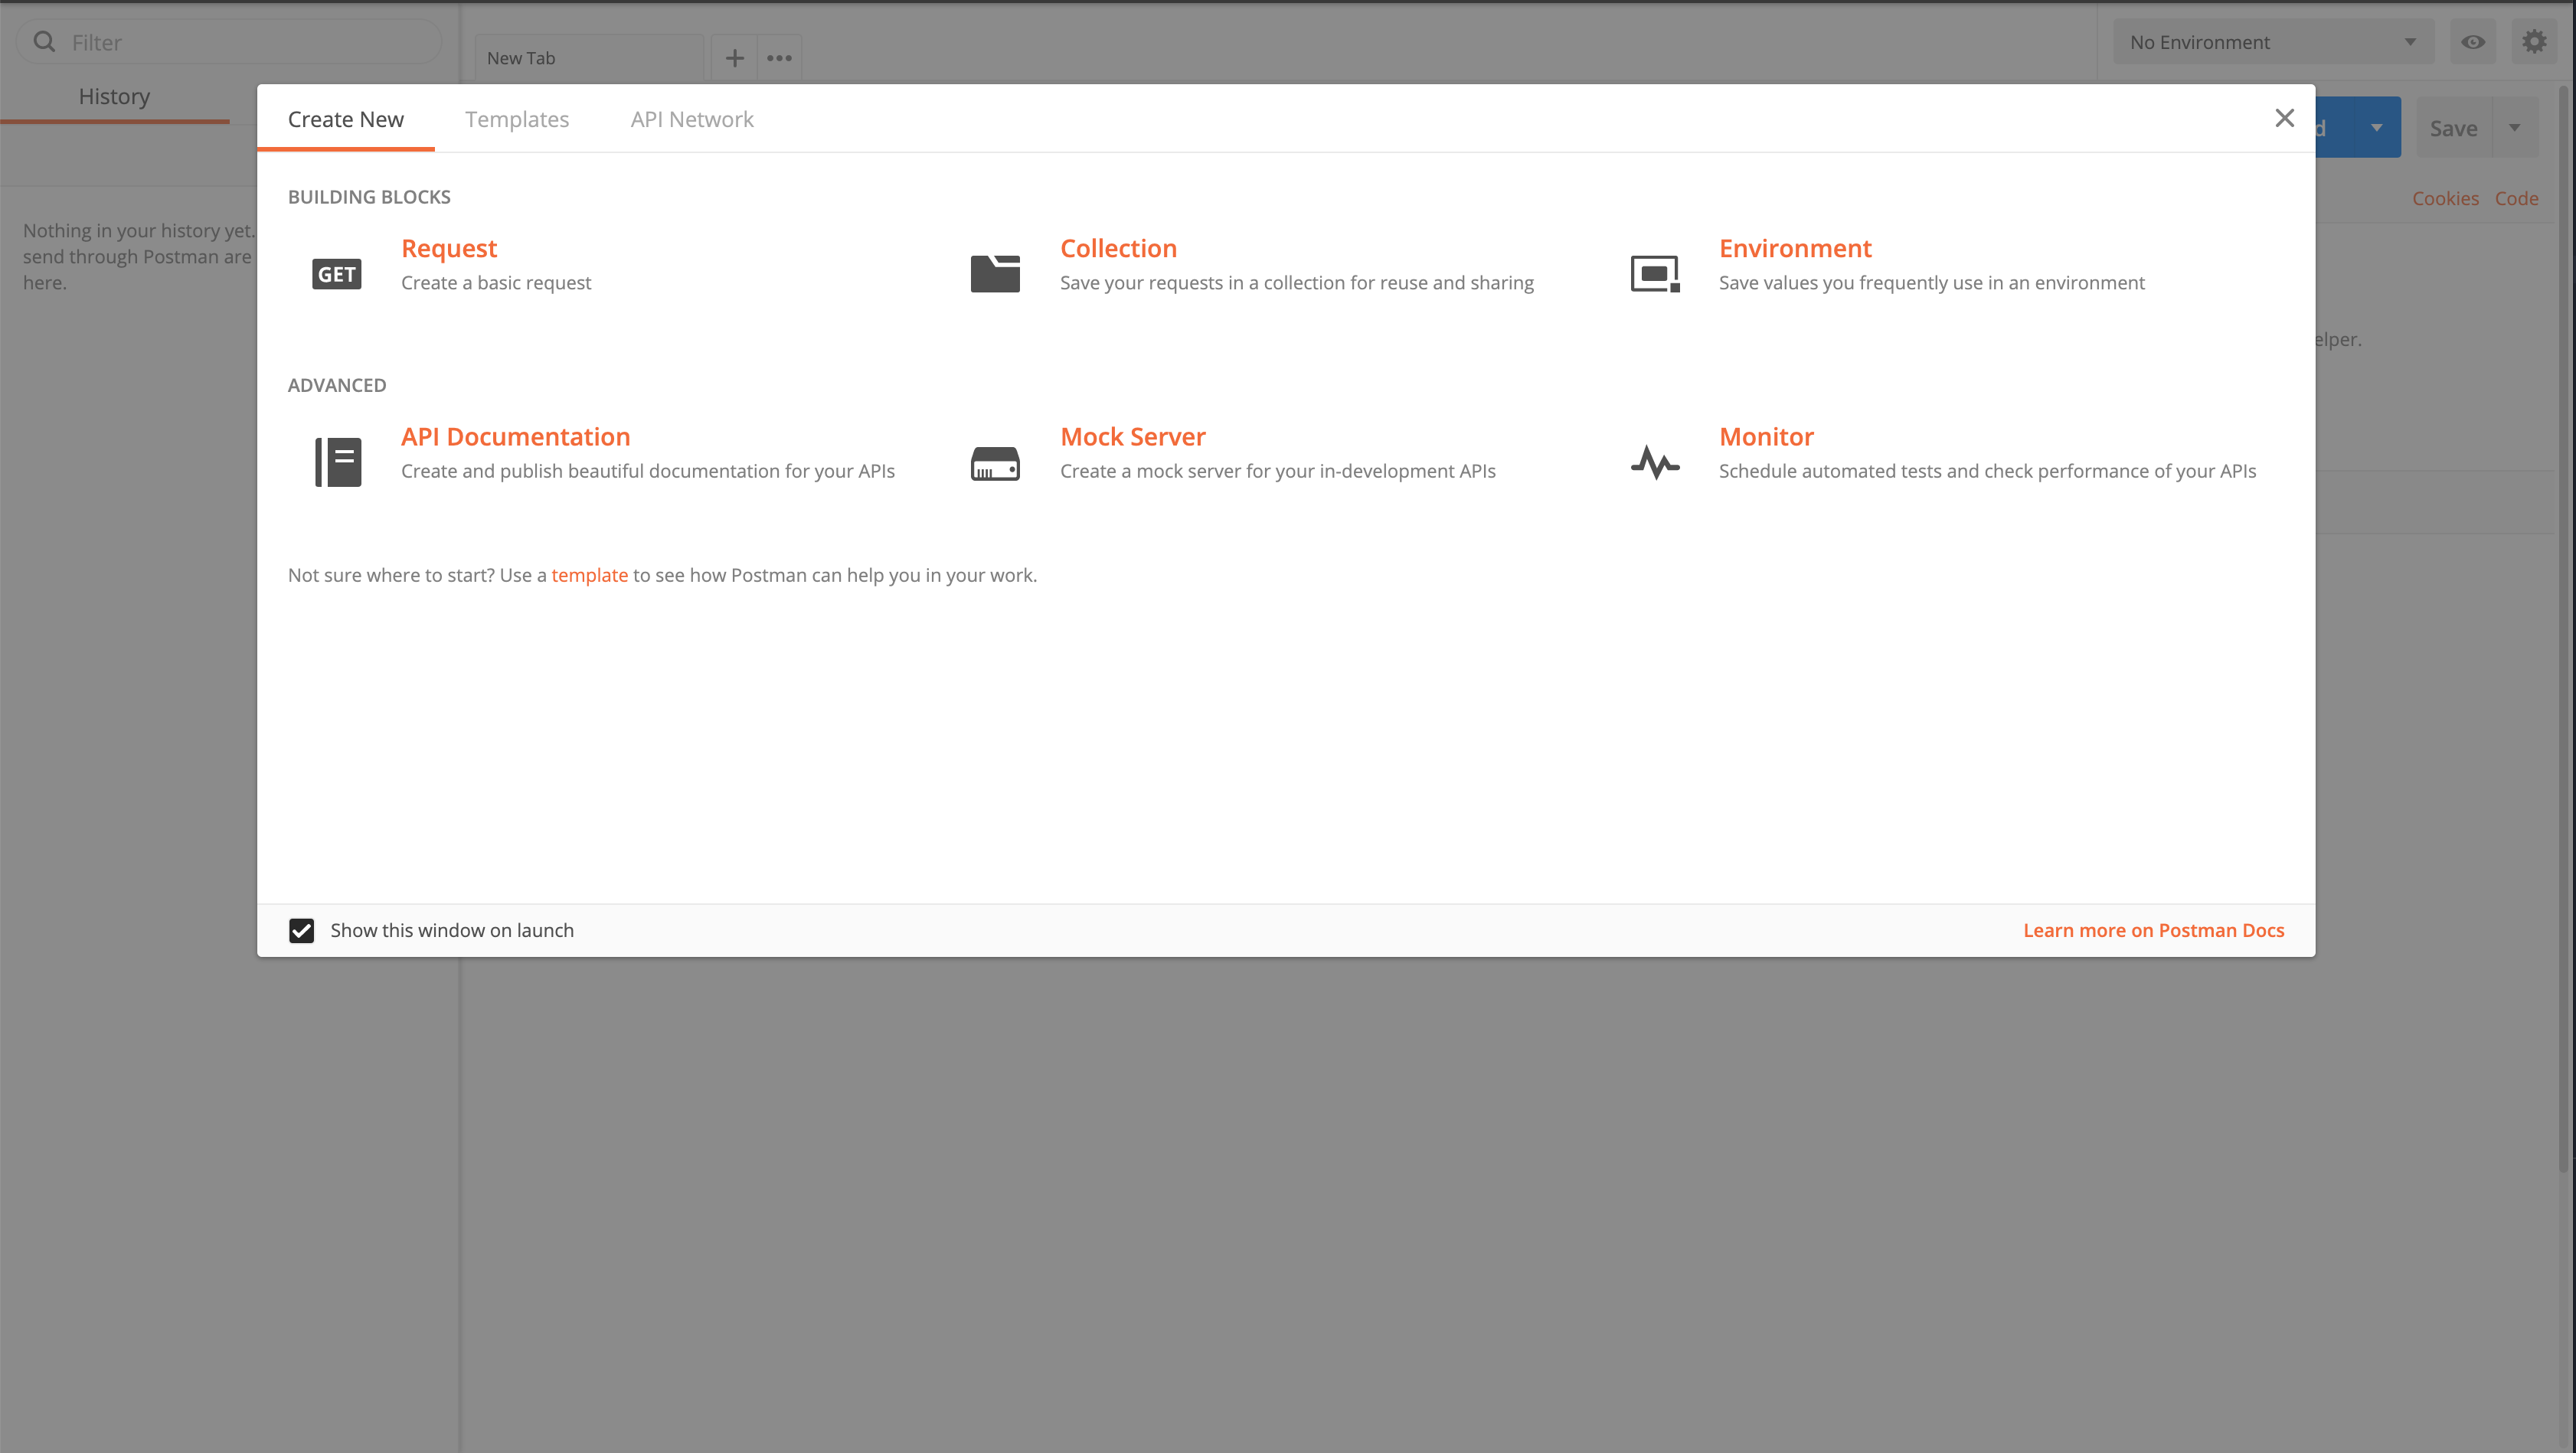 Filter
New Tab
No Environment
History
Create New
Templates
API Network
Save
Cookies Code
BUILDING BLOCKS
Nothing in your history yet.
send through Postman are
here.
GET
Request
Create a basic request
Collection
Save your requests in a collection for reuse and sharing
Environment
Save values you frequently use in an environment
ADVANCED
API Documentation
Create and publish beautiful documentation for your APIs
Mock Server
Create a mock server for your in-development APIs
Monitor
Schedule automated tests and check performance of your APIs
Not sure where to start? Use a template to see how Postman can help you in your work.
Show this window on launch
Learn more on Postman Docs